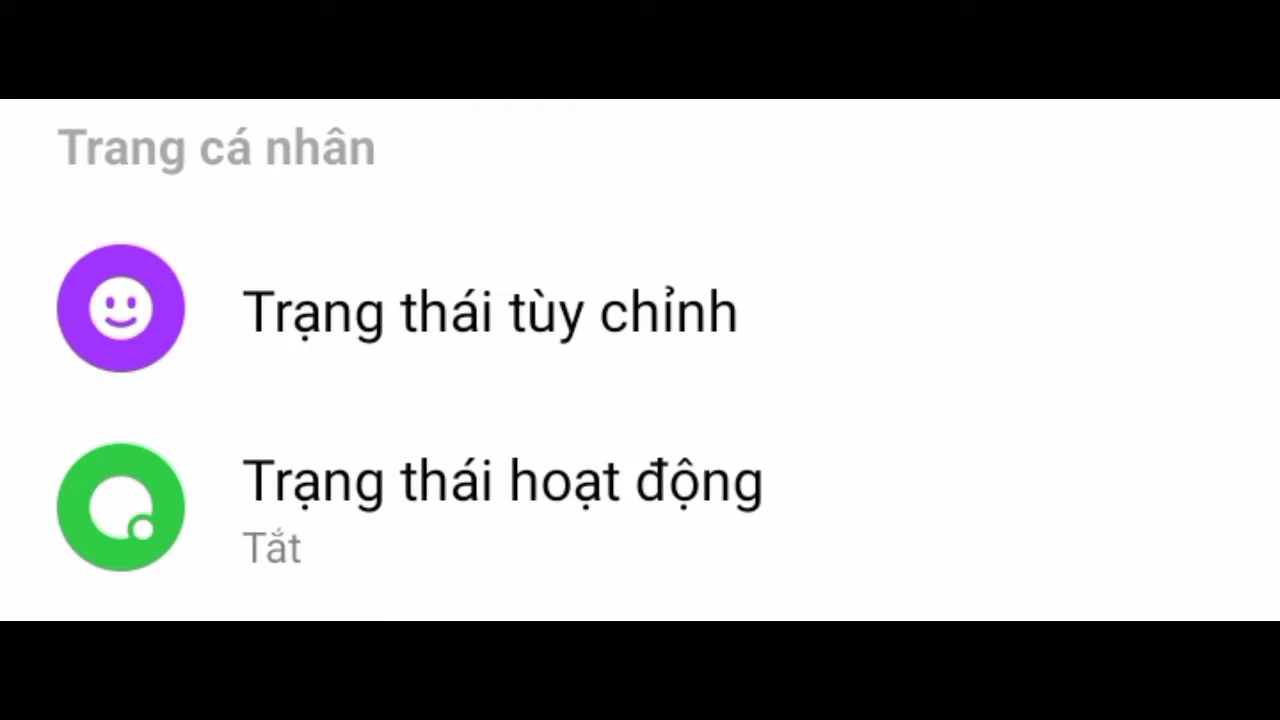 Trang cá nhân
Trạng thái tùy chỉnh
Trạng thái hoạt động
Tắt